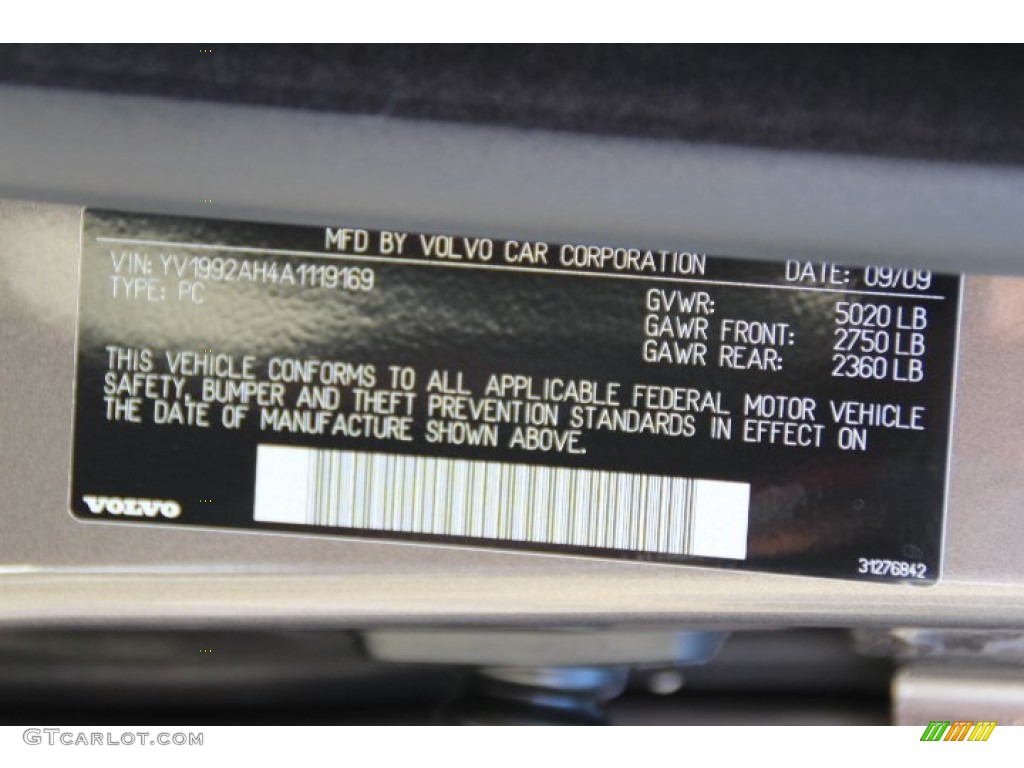 MFD BY VOLVO CAR CORPORATION DATE: 09/09
VIN: YV1992AH4A1119169
TYPE: PC
GVWR: 5020 LB
GAWR FRONT: 2750 LB
GAWR REAR: 2360 LB
THIS VEHICLE CONFORMS TO ALL APPLICABLE FEDERAL MOTOR VEHICLE
SAFETY, BUMPER AND THEFT PREVENTION STANDARDS IN EFFECT ON
THE DATE OF MANUFACTURE SHOWN ABOVE.
VOLVO
31276842
GTCARLOT.COM